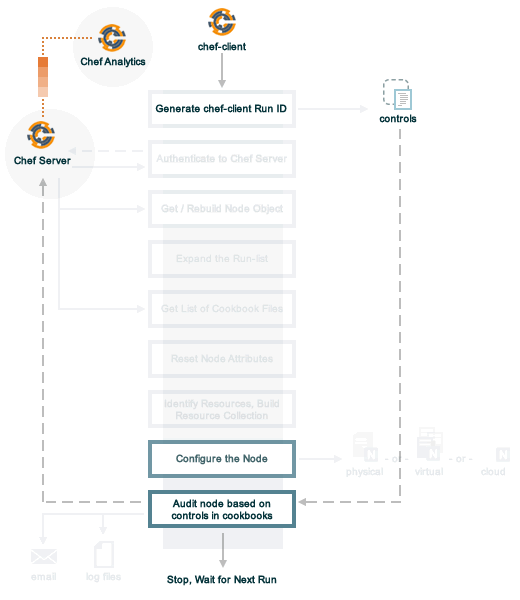 chef-client
Chef Analytics
Generate chef-client Run ID
controls
Chef Server
Authenticate to Chef Server
Get / Rabuild Node Object
Expand the Run-list
Get List of Cookbook Files
Reset Node Attributes
Identify Resources, Build
Resource Collection
Configure the Node
N
- or -
N
- or -
N
physical
virtual
cloud
Audit node based on
controls in cookbooks
email
log files
Stop, Wait for Next Run